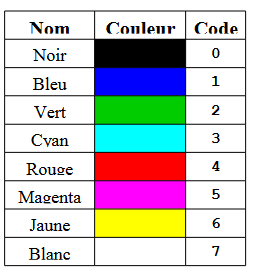 Nom Couleur Code
Noir 0
Bleu 1
Vert 2
Cyan 3
Rouge 4
Magenta 5
Jaune 6
Blanc 7